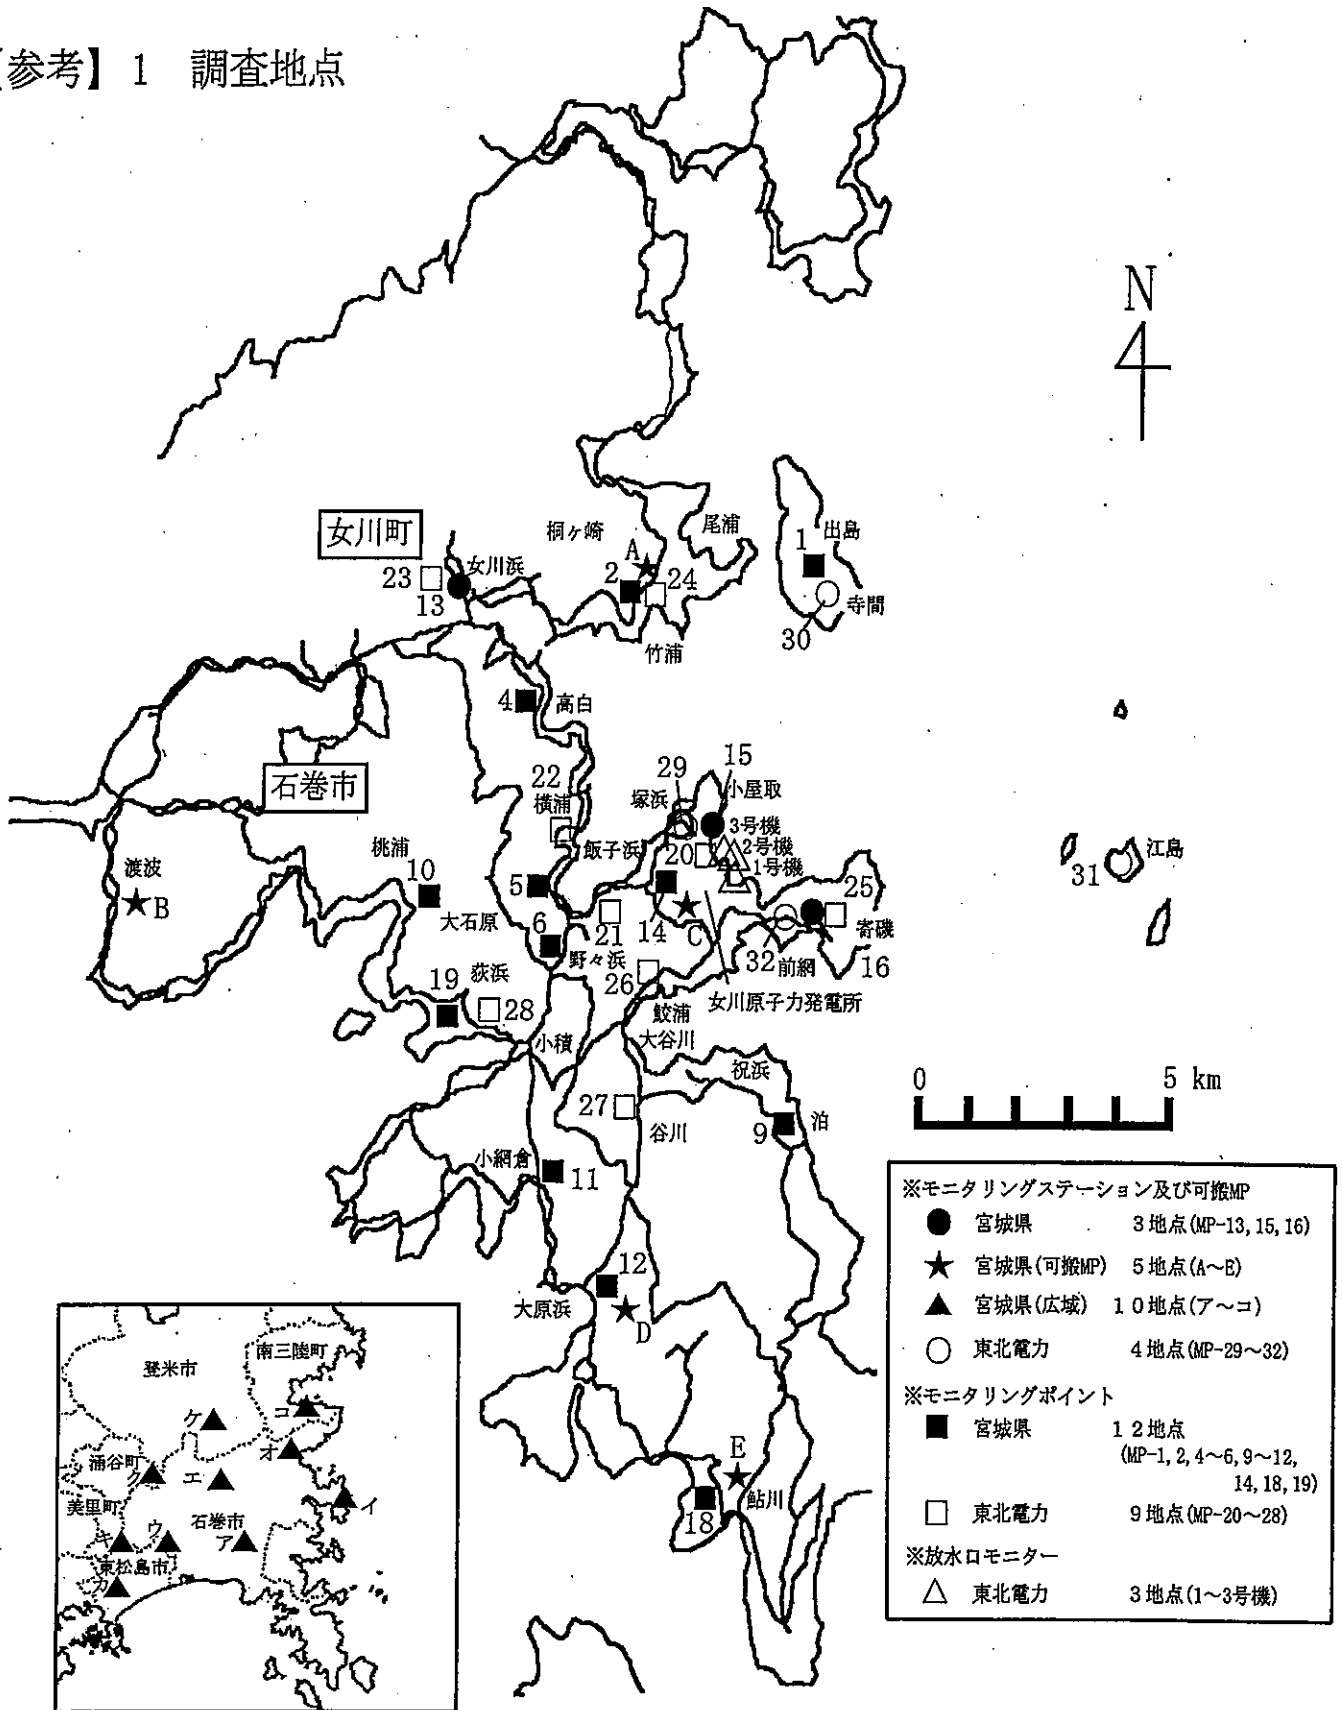 【参考】１　調査地点
N
女川町
桐ヶ崎
尾浦
1
出島
A
23
女川浜
2
24
13
寺間
30
竹浦
4
高白
15
29
小屋取
石巻市
22
塚浜
横浦
3号機
2号機
飯子浜
20
1号機
江島
渡波
桃浦
31
10
5
25
B
大石原
6
21
14
C
寄磯
野々浜
32
前網
16
19
荻浜
26
28
鮫浦
女川原子力発電所
小積
大谷川
祝浜
0
5 km
27
9
泊
谷川
小網倉
11
12
大原浜
D
E
鮎川
18
※モニタリングステーション及び可搬MP
● 宮城県 3地点(MP-13, 15, 16)
★ 宮城県(可搬MP) 5地点(A～E)
▲ 宮城県(広域) 10地点(ア～コ)
○ 東北電力 4地点(MP-29～32)
※モニタリングポイント
■ 宮城県 12地点
(MP-1, 2, 4～6, 9～12,
14, 18, 19)
□ 東北電力 9地点(MP-20～28)
※放水口モニター
△ 東北電力 3地点(1～3号機)
南三陸町
登米市
コ
ケ
オ
涌谷町
ク
エ
イ
美里町
石巻市
キ
ウ
ア
東松島市
カ